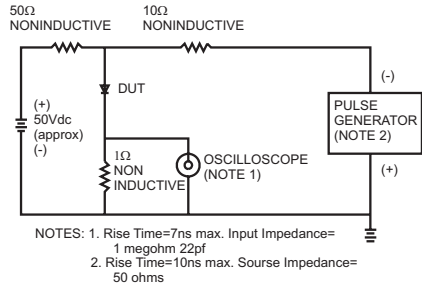 50Ω
NONINDUCTIVE
10Ω
NONINDUCTIVE
(+)
50Vdc
(approx)
(-)
DUT
1Ω
NON
INDUCTIVE
OSCILLOSCOPE
(NOTE 1)
(-)
PULSE
GENERATOR
(NOTE 2)
(+)
NOTES: 1. Rise Time=7ns max. Input Impedance=
1 megohm 22pf
2. Rise Time=10ns max. Sourse Impedance=
50 ohms